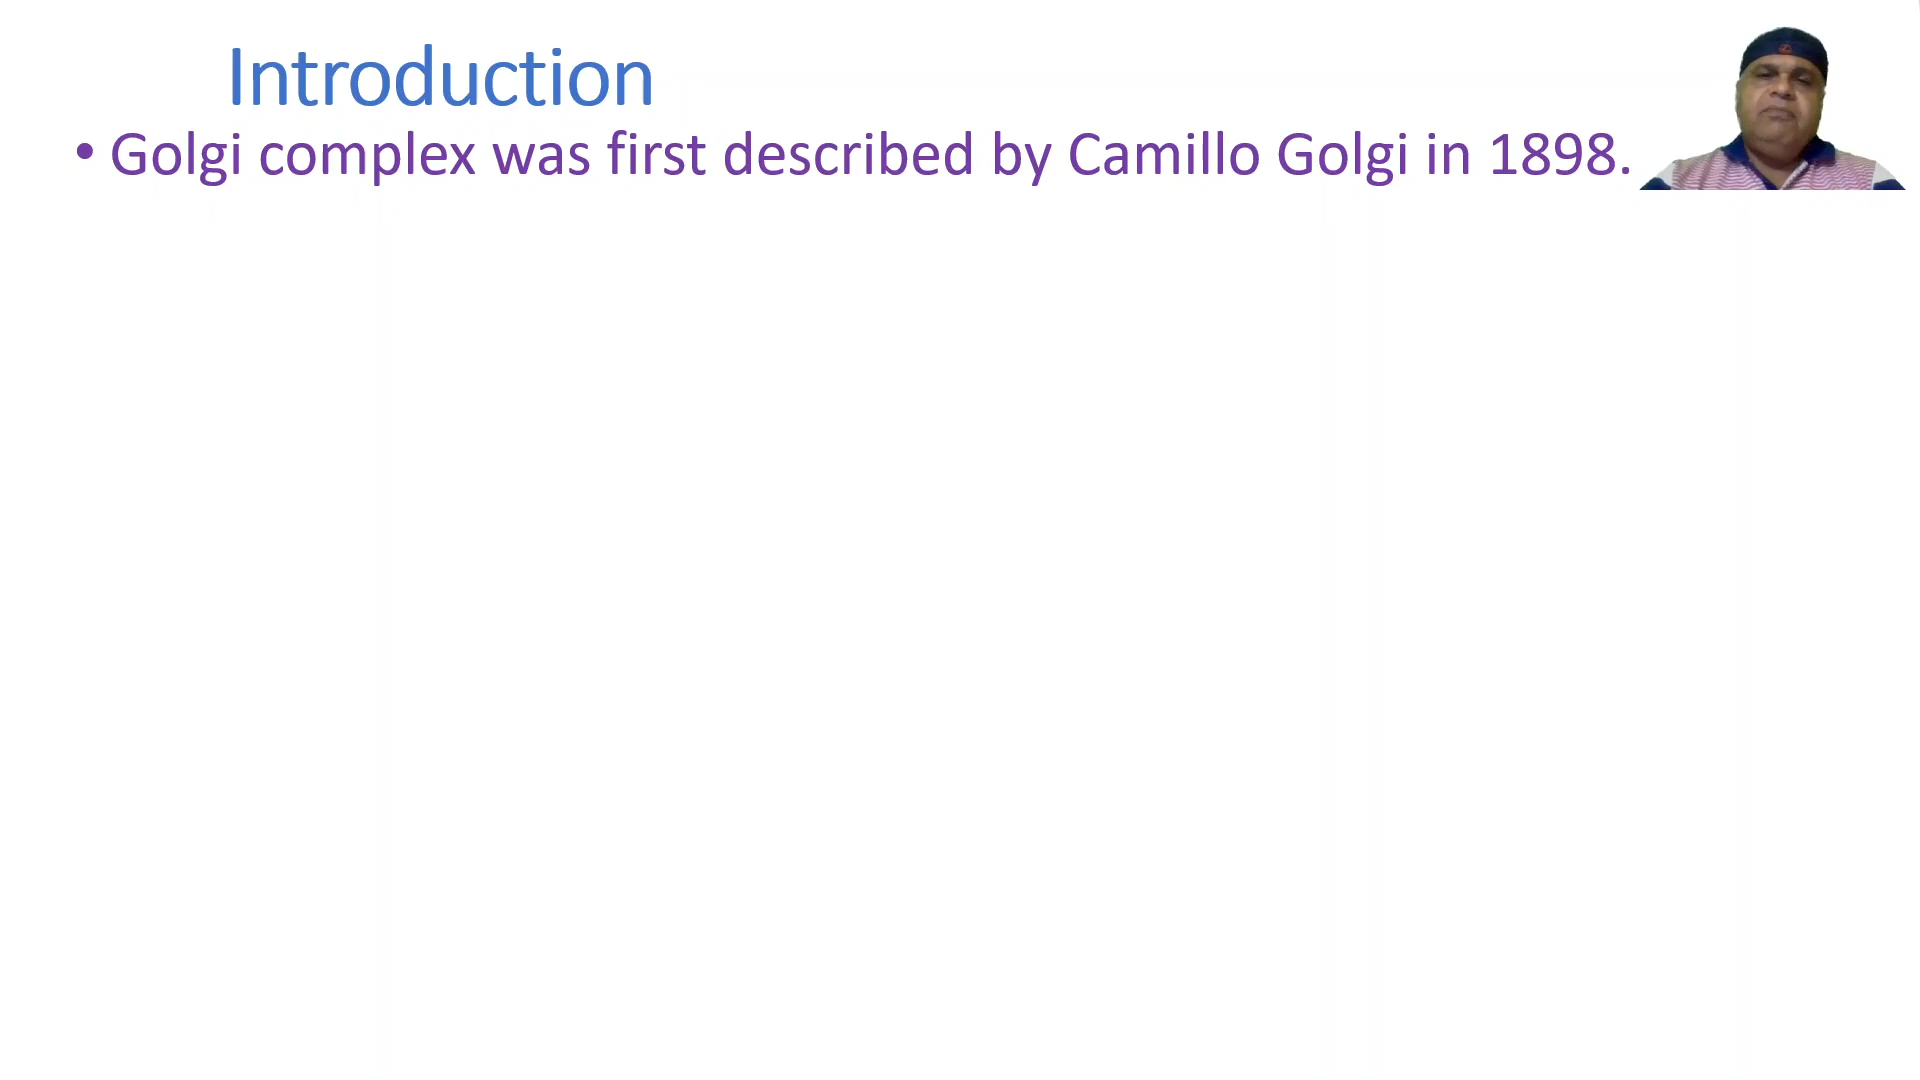 Introduction
• Golgi complex was first described by Camillo Golgi in 1898.